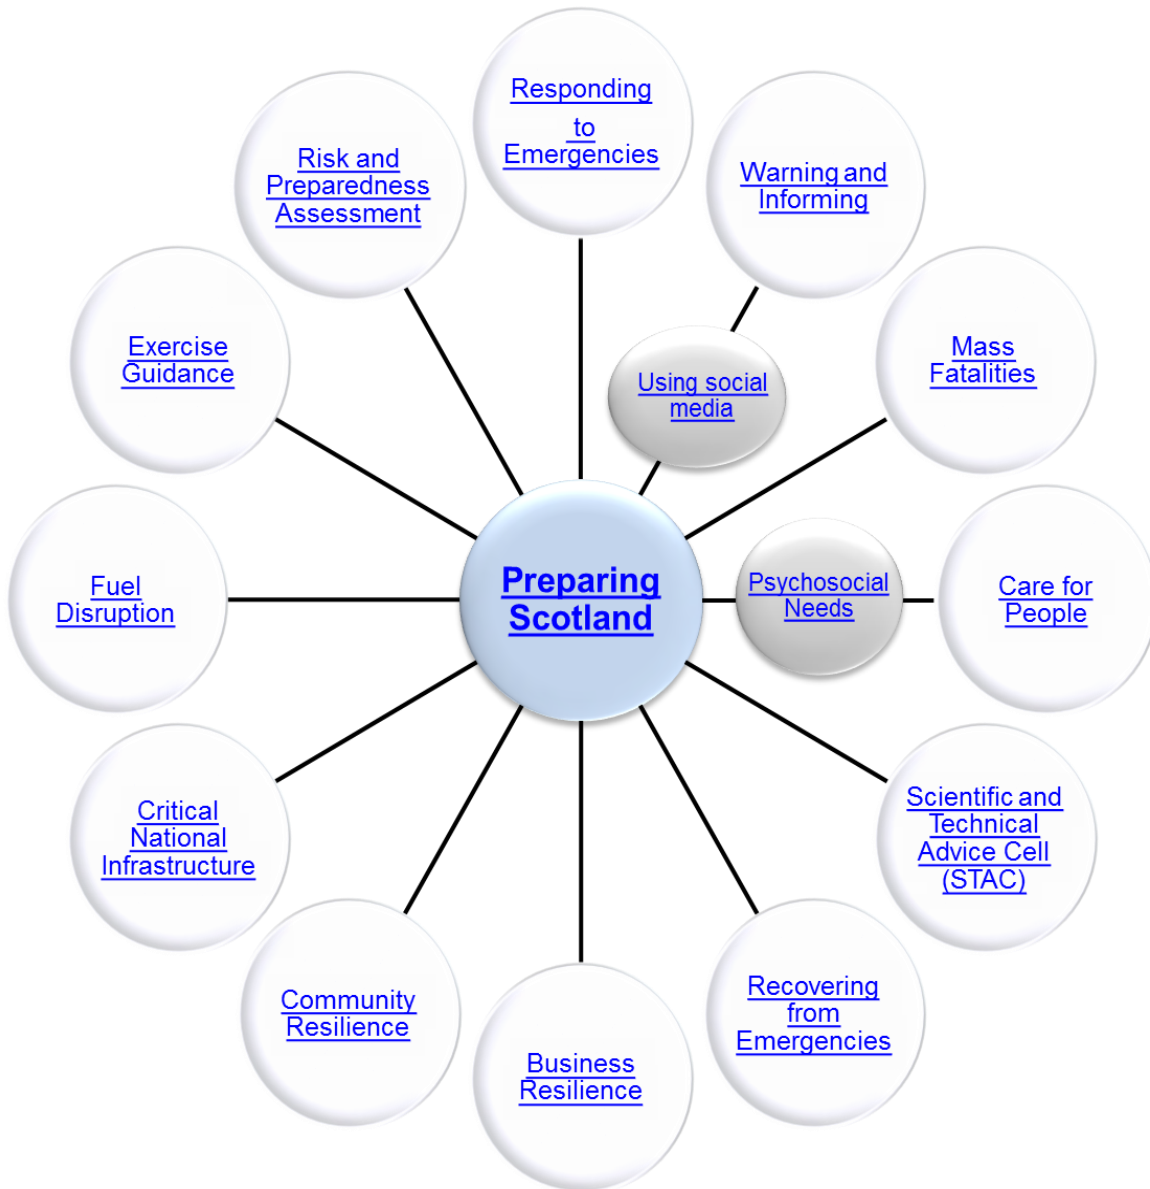 Responding
to
Emergencies
Risk and
Preparedness
Assessment
Warning and
Informing
Exercise
Guidance
Using social
media
Mass
Fatalities
Fuel
Disruption
Preparing
Scotland
Psychosocial
Needs
Care for
People
Critical
National
Infrastructure
Scientific and
Technical
Advice Cell
(STAC)
Community
Resilience
Business
Resilience
Recovering
from
Emergencies